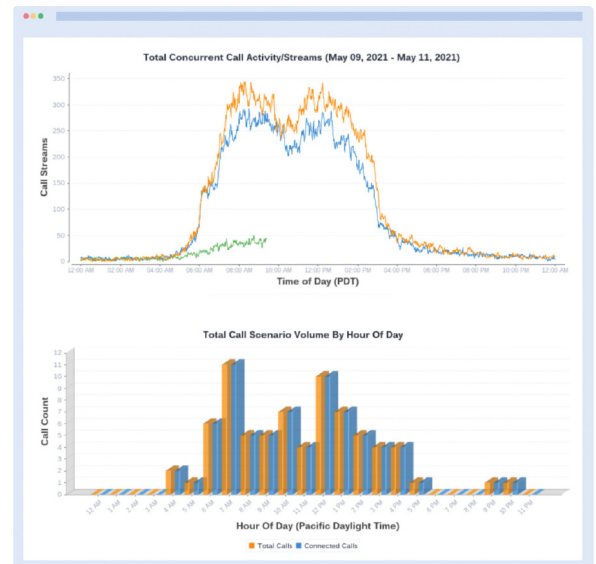 Total Concurrent Call Activity/Streams (May 09, 2021 - May 11, 2021)
350
300
250
200
150
100
50
0
Call Streams
12:00 AM 02:00 AM 04:00 AM 06:00 AM 08:00 AM 10:00 AM 12:00 PM 02:00 PM 04:00 PM 06:00 PM 08:00 PM 10:00 PM 12:00 AM
Time of Day (PDT)
Total Call Scenario Volume By Hour Of Day
12
11
10
9
8
7
6
5
4
3
2
1
0
Call Count
12 AM 1 AM 2 AM 3 AM 4 AM 5 AM 6 AM 7 AM 8 AM 9 AM 10 AM 11 AM 12 PM 1 PM 2 PM 3 PM 4 PM 5 PM 6 PM 7 PM 8 PM 9 PM 10 PM 11 PM
Hour Of Day (Pacific Daylight Time)
Total Calls Connected Calls